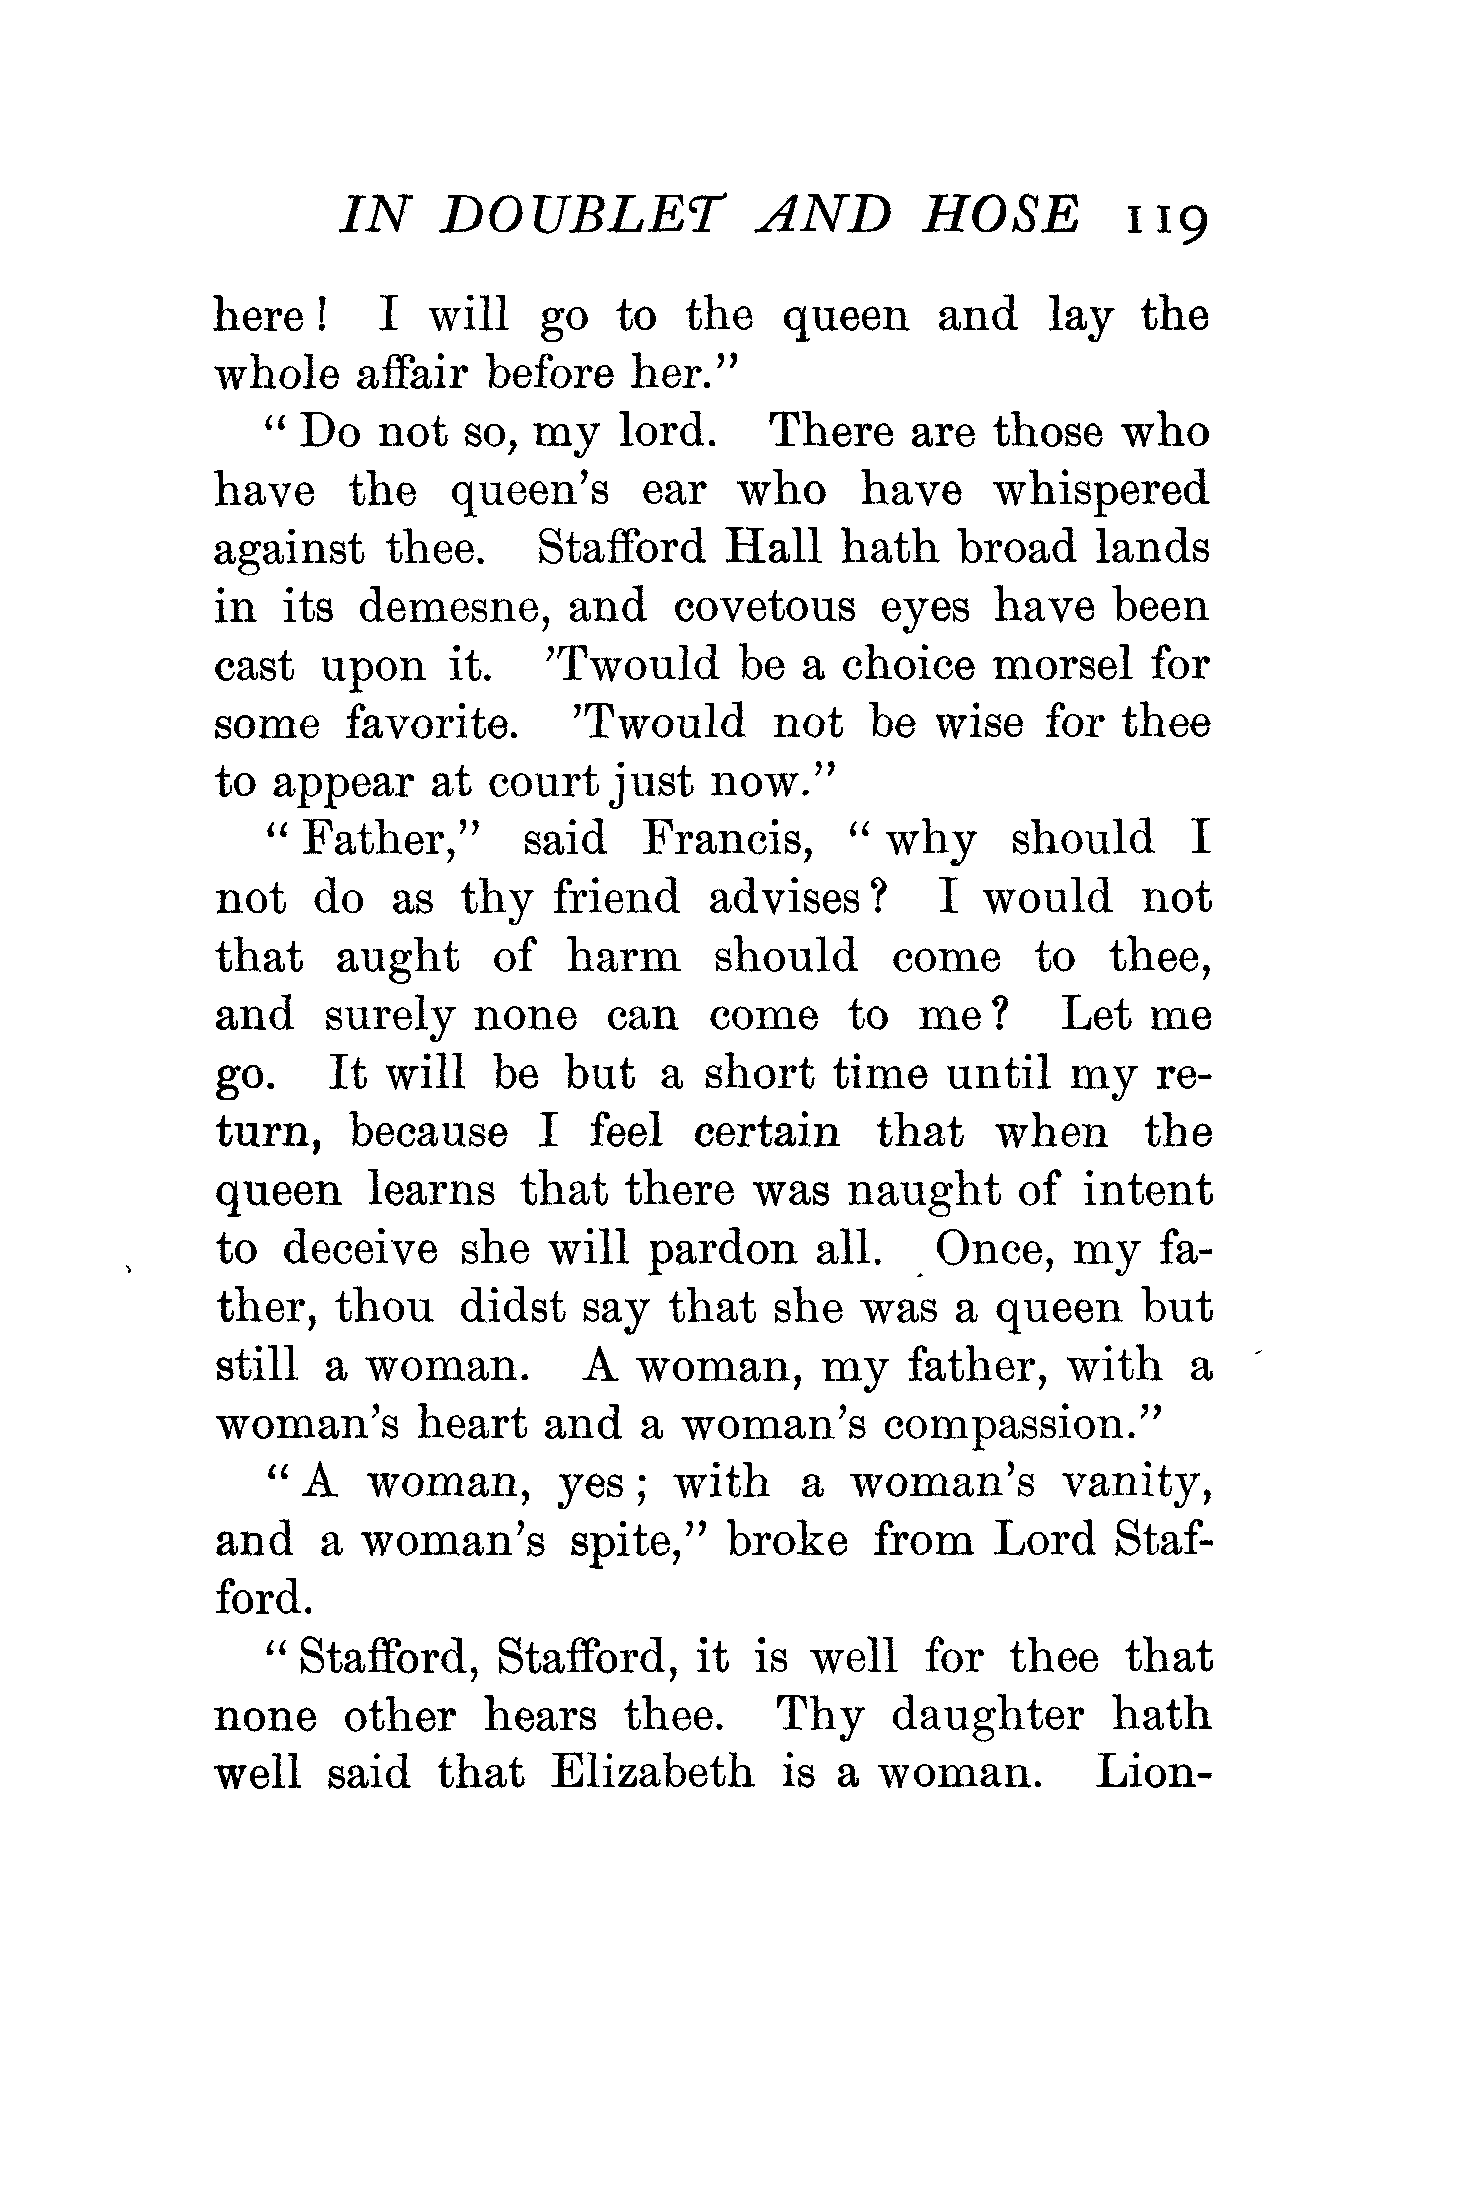 IN DOUBLET AND HOSE 119
here! I will go to the queen and lay the
whole affair before her."
"Do not so, my lord. There are those who
have the queen's ear who have whispered
against thee. Stafford Hall hath broad lands
in its demesne, and covetous eyes have been
cast upon it. 'Twould be a choice morsel for
some favorite. 'Twould not be wise for thee
to appear at court just now."
"Father," said Francis, "why should I
not do as thy friend advises? I would not
that aught of harm should come to thee,
and surely none can come to me? Let me
go. It will be but a short time until my re-
turn, because I feel certain that when the
queen learns that there was naught of intent
to deceive she will pardon all. Once, my fa-
ther, thou didst say that she was a queen but
still a woman. A woman, my father, with a
woman's heart and a woman's compassion."
"A woman, yes; with a woman's vanity,
and a woman's spite," broke from Lord Staf-
ford.
"Stafford, Stafford, it is well for thee that
none other hears thee. Thy daughter hath
well said that Elizabeth is a woman. Lion-